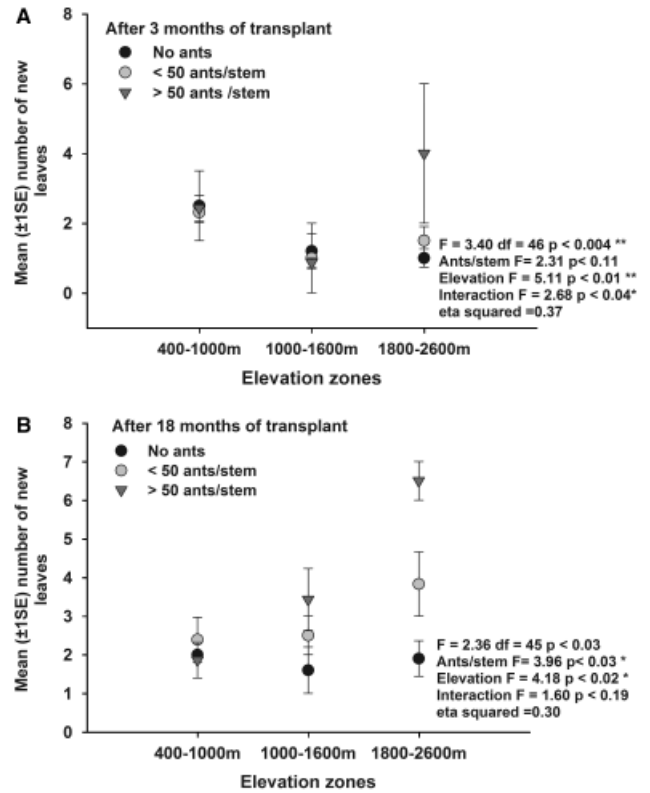 A
After 3 months of transplant
No ants
< 50 ants/stem
> 50 ants /stem
Mean (±1SE) number of new
leaves
8
6
4
2
0
F = 3.40 df = 46 p < 0.004 **
Ants/stem F= 2.31 p< 0.11
Elevation F = 5.11 p < 0.01 **
Interaction F = 2.68 p < 0.04*
eta squared =0.37
400-1000m 1000-1600m 1800-2600m
Elevation zones
B
After 18 months of transplant
No ants
< 50 ants/stem
> 50 ants/stem
Mean (±1SE) number of new
leaves
8
7
6
5
4
3
2
1
0
F = 2.36 df = 45 p < 0.03
Ants/stem F= 3.96 p< 0.03 *
Elevation F = 4.18 p < 0.02 *
Interaction F = 1.60 p < 0.19
eta squared =0.30
400-1000m 1000-1600m 1800-2600m
Elevation zones